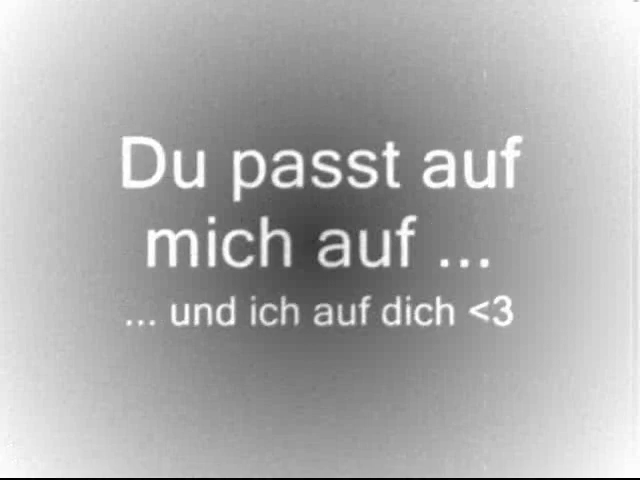 Du passt auf
mich auf ...
... und ich auf dich <3